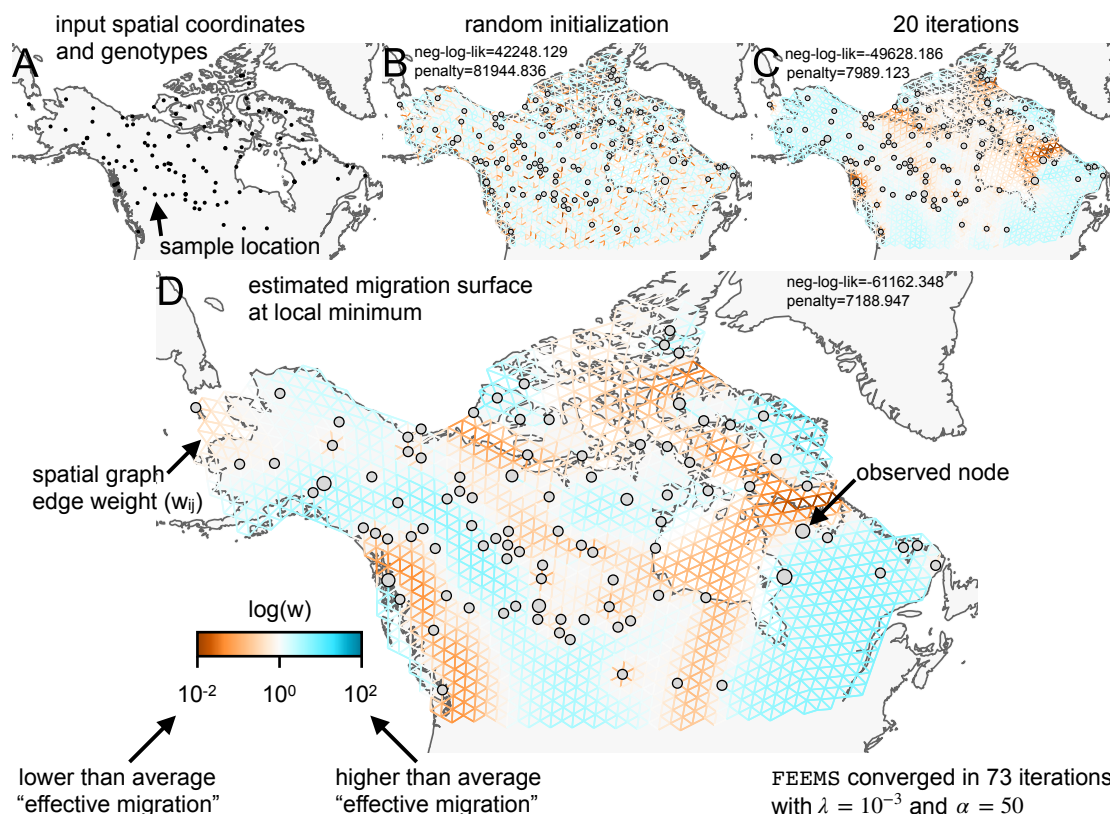 input spatial coordinates
and genotypes
random initialization
20 iterations
A
B
neg-log-lik=42248.129
penalty=81944.836
C
neg-log-lik=-49628.186
penalty=7989.123
sample location
D
estimated migration surface
at local minimum
neg-log-lik=-61162.348
penalty=7188.947
spatial graph
edge weight (wij)
observed node
log(w)
10⁻² 10⁰ 10²
lower than average
“effective migration”
higher than average
“effective migration”
FEEMS converged in 73 iterations
with λ = 10⁻³ and α = 50